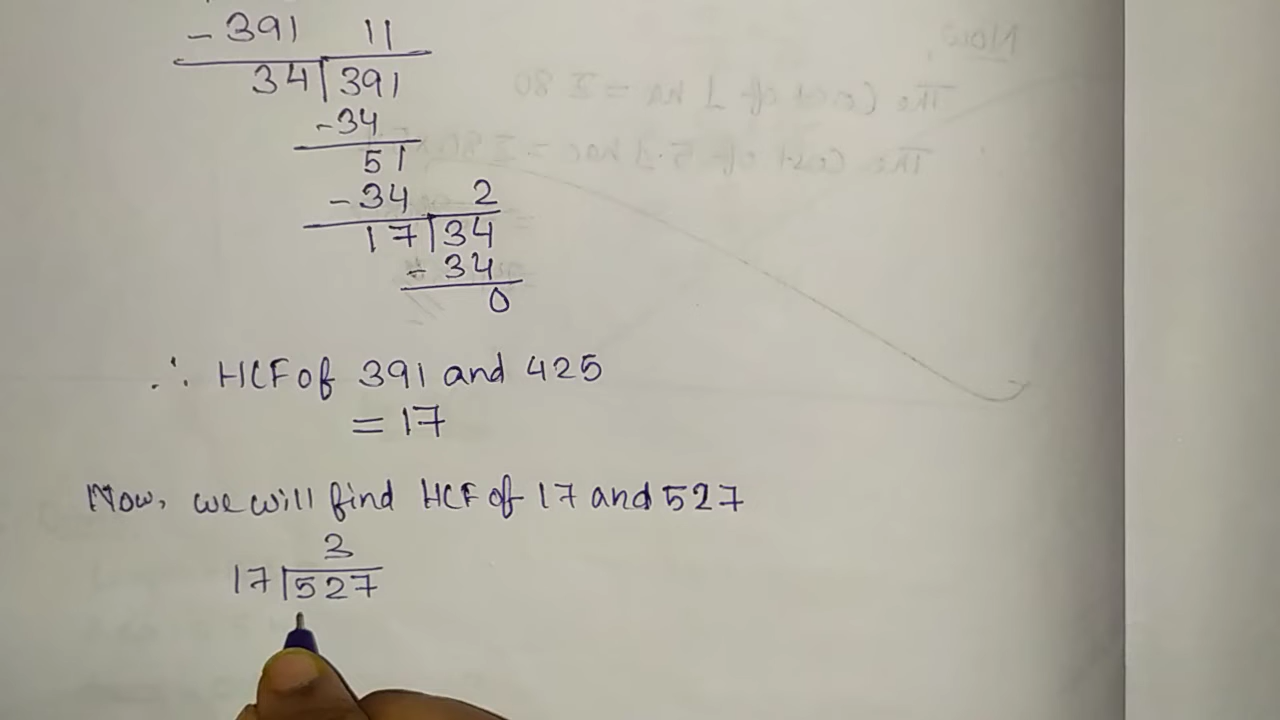 - 391 11
34 391
- 34
51
- 34 2
17 34
- 34
0
∴ HCF of 391 and 425
= 17
Now, we will find HCF of 17 and 527
3
17 527